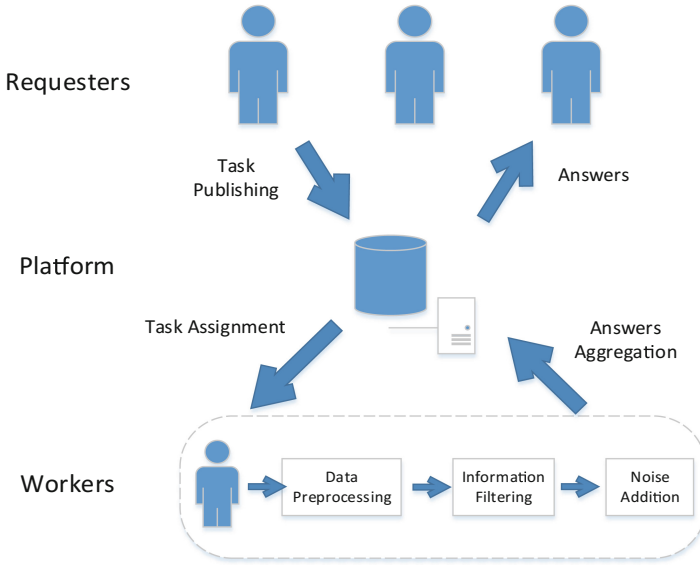 Requesters
Task
Publishing
Answers
Platform
Task Assignment
Answers
Aggregation
Workers
Data
Preprocessing
Information
Filtering
Noise
Addition